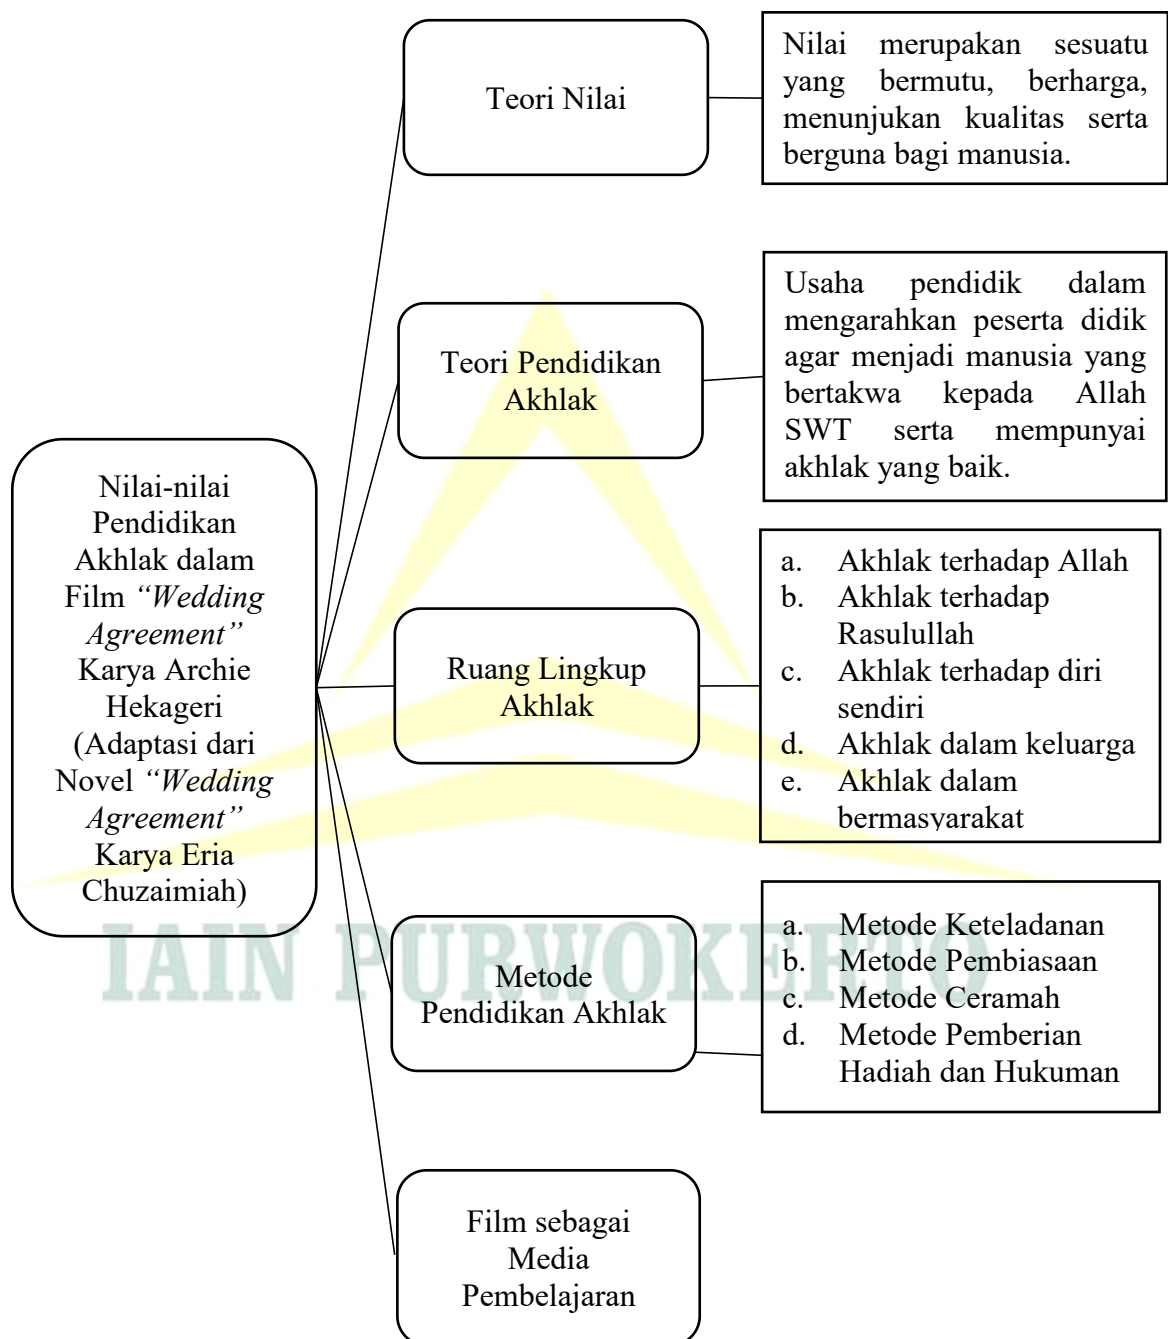 Teori Nilai
Nilai merupakan sesuatu
yang bermutu, berharga,
menunjukan kualitas serta
berguna bagi manusia.
Teori Pendidikan
Akhlak
Usaha pendidik dalam
mengarahkan peserta didik
agar menjadi manusia yang
bertakwa kepada Allah
SWT serta mempunyai
akhlak yang baik.
Nilai-nilai
Pendidikan
Akhlak dalam
Film “Wedding
Agreement”
Karya Archie
Hekageri
(Adaptasi dari
Novel “Wedding
Agreement”
Karya Eria
Chuzaimiah)
Ruang Lingkup
Akhlak
a. Akhlak terhadap Allah
b. Akhlak terhadap
Rasulullah
c. Akhlak terhadap diri
sendiri
d. Akhlak dalam keluarga
e. Akhlak dalam
bermasyarakat
Metode
Pendidikan Akhlak
a. Metode Keteladanan
b. Metode Pembiasaan
c. Metode Ceramah
d. Metode Pemberian
Hadiah dan Hukuman
IAIN PURWOKERTO
Film sebagai
Media
Pembelajaran